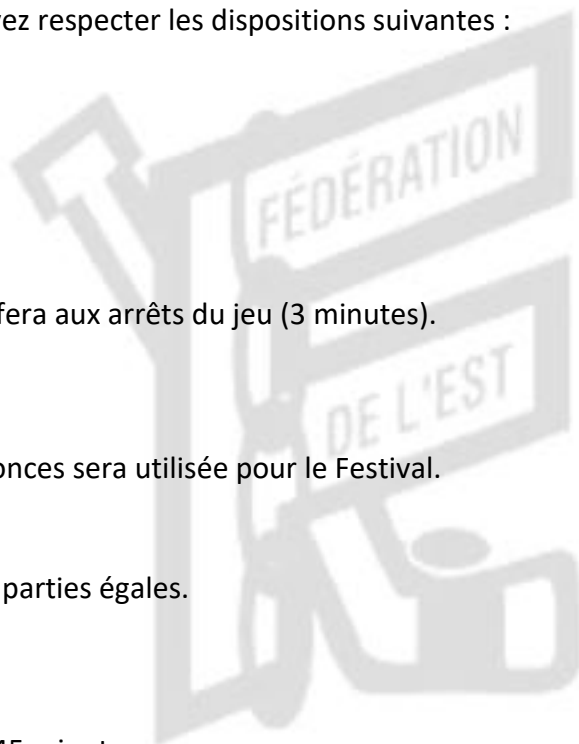 vez respecter les dispositions suivantes :
FÉDÉRATION
fera aux arrêts du jeu (3 minutes).
DE L'EST
onces sera utilisée pour le Festival.
parties égales.